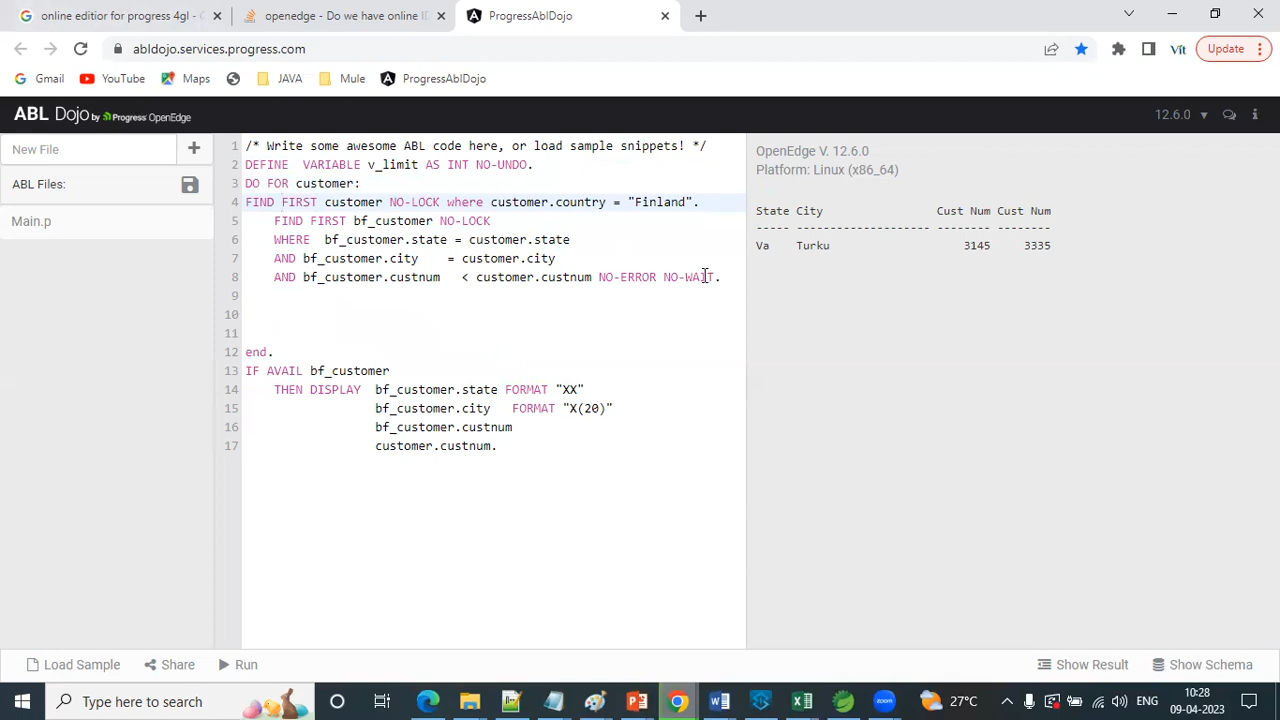 online editior for progress 4gl - G
openedge - Do we have online ID
ProgressAblDojo
abldojo.services.progress.com
Vit
Update
Gmail
YouTube
Maps
JAVA
Mule
ProgressAblDojo
ABL Dojo by Progress OpenEdge
12.6.0
New File
ABL Files:
Main.p
1 /* Write some awesome ABL code here, or load sample snippets! */
2 DEFINE  VARIABLE v_limit AS INT NO-UNDO.
3 DO FOR customer:
4 FIND FIRST customer NO-LOCK where customer.country = "Finland".
5     FIND FIRST bf_customer NO-LOCK
6     WHERE  bf_customer.state = customer.state
7     AND bf_customer.city    = customer.city
8     AND bf_customer.custnum   < customer.custnum NO-ERROR NO-WAIT.
9
10
11
12 end.
13 IF AVAIL bf_customer
14     THEN DISPLAY  bf_customer.state FORMAT "XX"
15                   bf_customer.city   FORMAT "X(20)"
16                   bf_customer.custnum
17                   customer.custnum.
OpenEdge V. 12.6.0
Platform: Linux (x86_64)
State City                 Cust Num Cust Num
----- -------------------- -------- --------
Va    Turku                    3145     3335
Load Sample
Share
Run
Show Result
Show Schema
Type here to search
27°C
ENG
10:28
09-04-2023